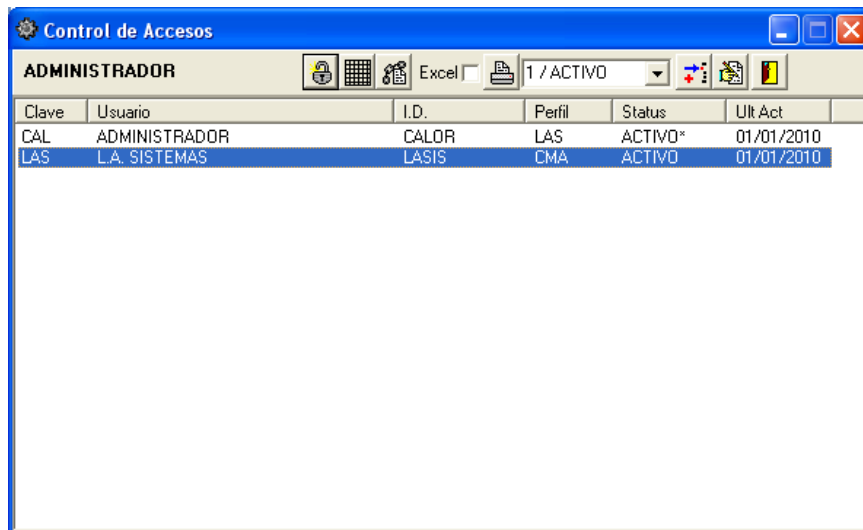 Control de Accesos
ADMINISTRADOR Excel 1 / ACTIVO
Clave Usuario I.D. Perfil Status Ult Act
CAL ADMINISTRADOR CALOR LAS ACTIVO* 01/01/2010
LAS L.A. SISTEMAS LASIS CMA ACTIVO 01/01/2010